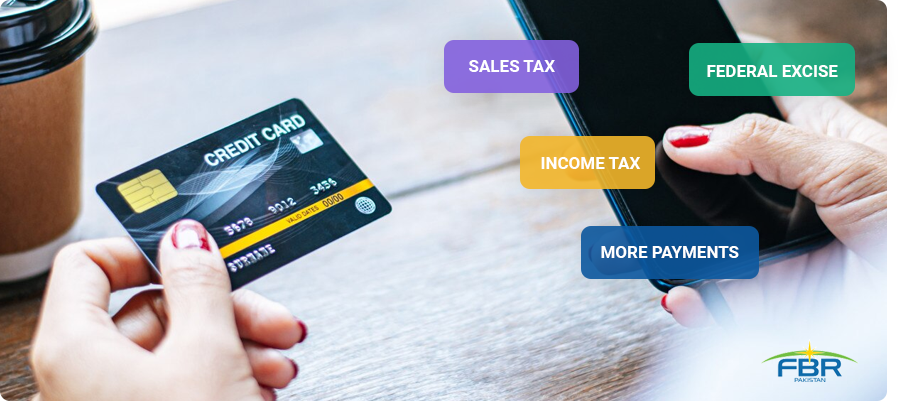 SALES TAX
FEDERAL EXCISE
INCOME TAX
MORE PAYMENTS
CREDIT CARD
5678 9012 3456
VALID DATES 00/00
SURNAME
FBR
PAKISTAN